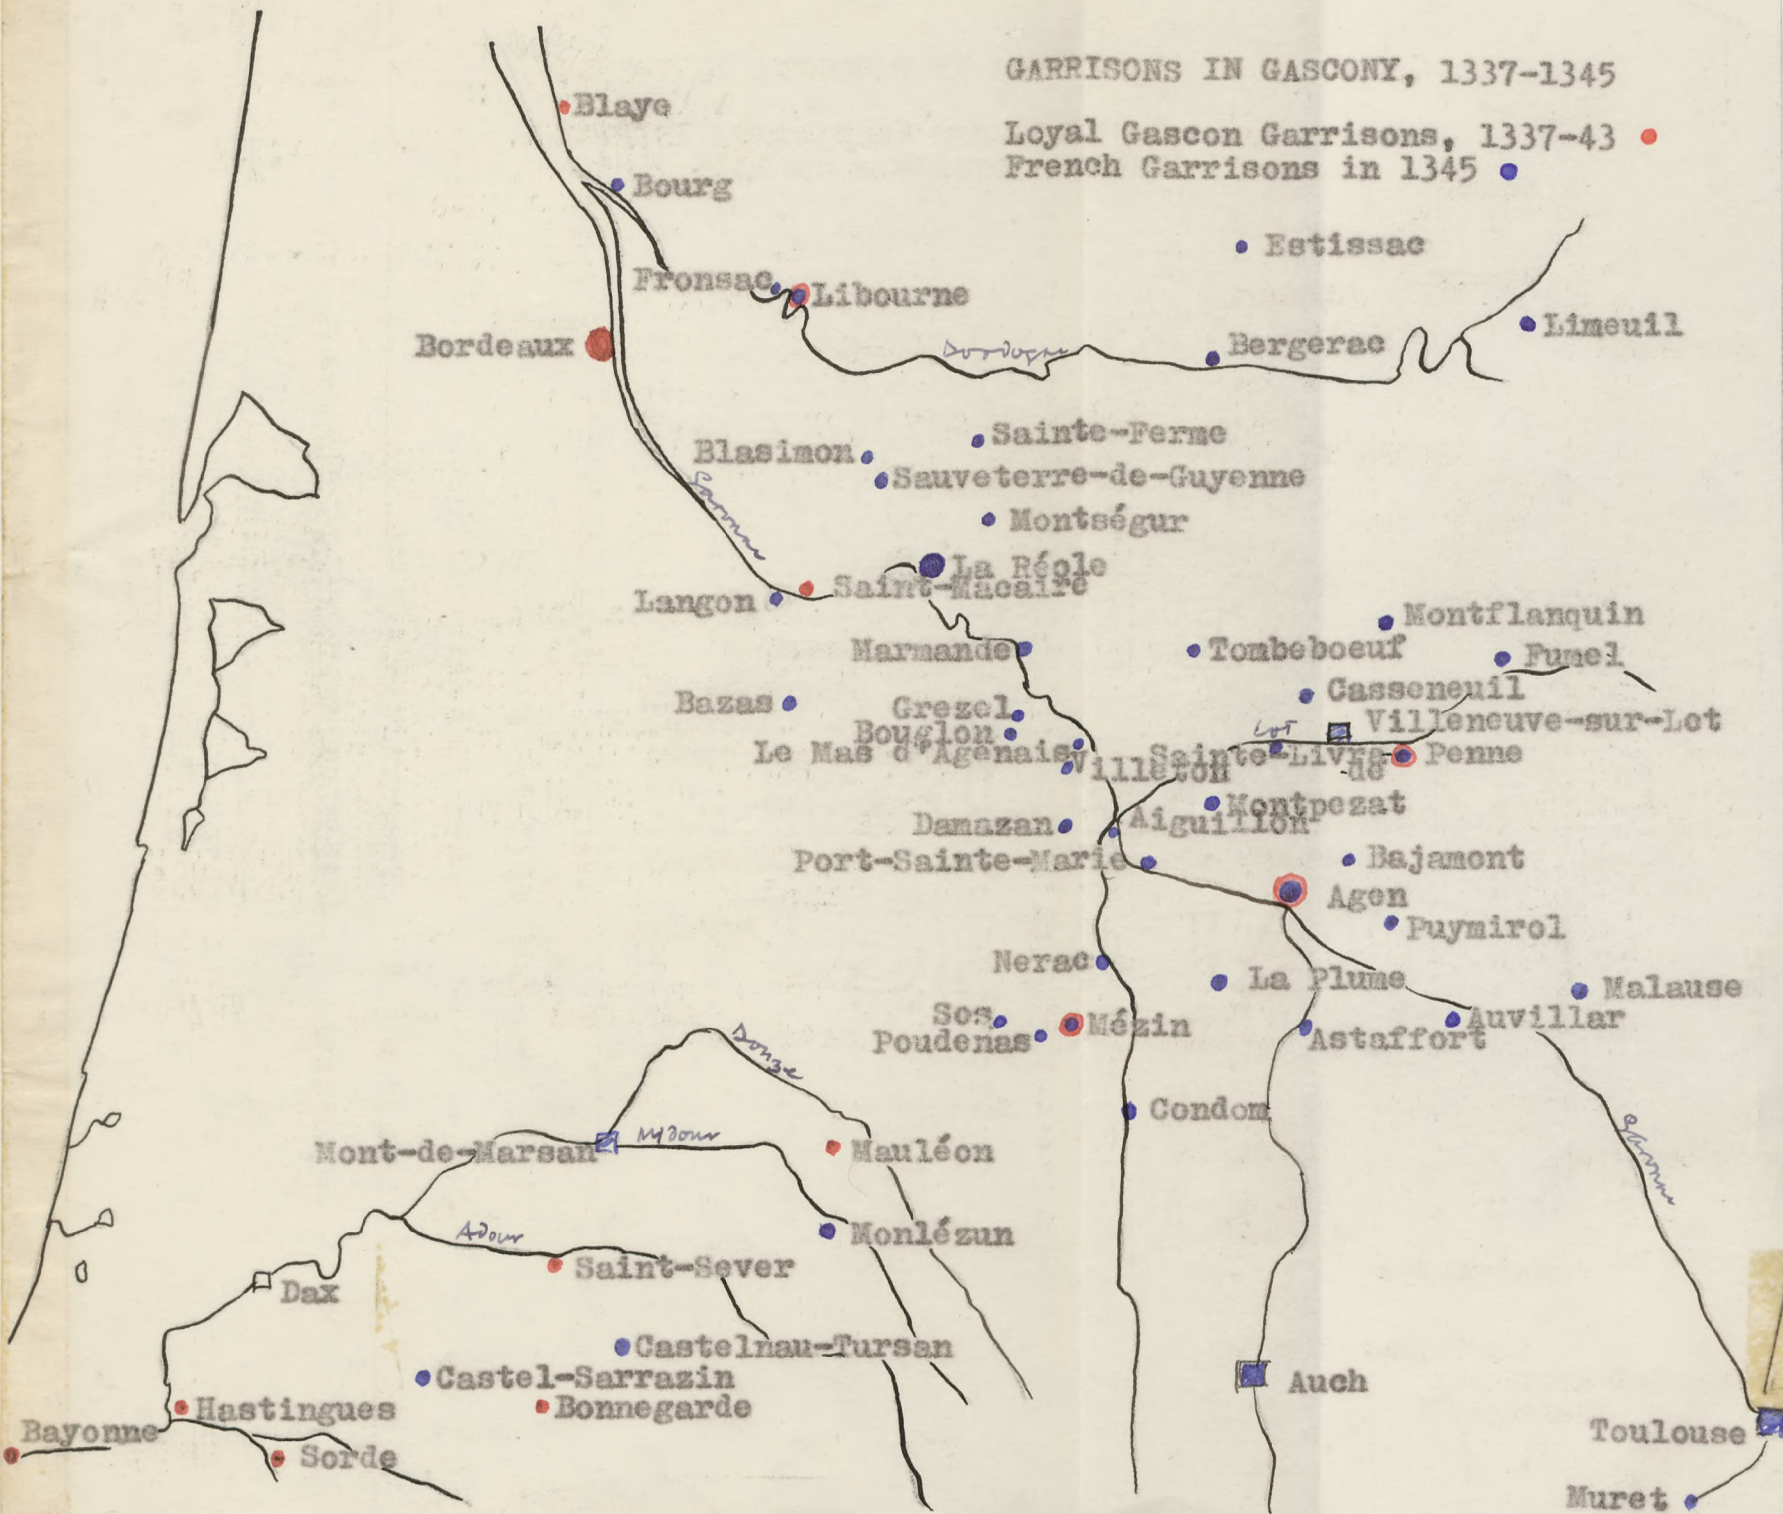 GARRISONS IN GASCONY, 1337-1345
Loyal Gascon Garrisons, 1337-43
French Garrisons in 1345
Blaye
Bourg
Estissac
Fronsac
Libourne
Limeuil
Bordeaux
Dordogne
Bergerac
Sainte-Ferme
Blasimon
Sauveterre-de-Guyenne
Garonne
Montségur
La Réole
Saint-Macaire
Langon
Montflanquin
Marmande
Tombeboeuf
Fumel
Casseneuil
Bazas
Grezel
Villeneuve-sur-Lot
Lot
Bouglon
Le Mas d'Agenais
Villeton
Sainte-Livrade
Penne
Montpezat
Aiguillon
Damazan
Port-Sainte-Marie
Bajamont
Agen
Puymirol
Nerac
La Plume
Malause
Sos
Mézin
Auvillar
Poudenas
Astaffort
Douze
Condom
Midour
Mont-de-Marsan
Mauléon
Garonne
Adour
Monlézun
Saint-Sever
Dax
Castelnau-Tursan
Castel-Sarrazin
Auch
Hastingues
Bonnegarde
Bayonne
Toulouse
Sorde
Muret